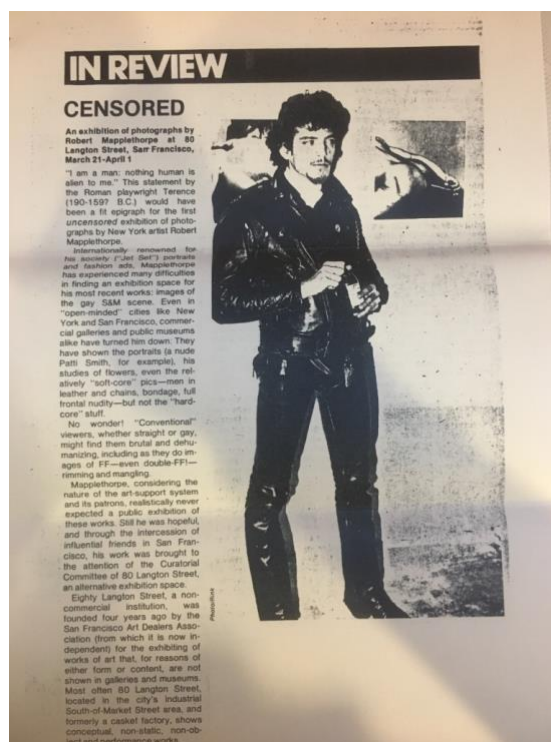 IN REVIEW
CENSORED
An exhibition of photographs by
Robert Mapplethorpe at 80
Langton Street, San Francisco,
March 21-April 1
"I am a man: nothing human is
alien to me." This statement by
the Roman playwright Terence
(190-159? B.C.) would have
been a fit epigraph for the first
uncensored exhibition of photo-
graphs by New York artist Robert
Mapplethorpe.
Internationally renowned for
his society ("Jet Set") portraits
and fashion ads, Mapplethorpe
has experienced many difficulties
in finding an exhibition space for
his most recent works: images of
the gay S&M scene. Even in
"open-minded" cities like New
York and San Francisco, commer-
cial galleries and public museums
alike have turned him down. They
have shown the portraits (a nude
Patti Smith, for example), his
studies of flowers, even the rel-
atively "soft-core" pics—men in
leather and chains, bondage, full
frontal nudity—but not the "hard-
core" stuff.
No wonder! "Conventional"
viewers, whether straight or gay,
might find them brutal and dehu-
manizing, including as they do im-
ages of FF—even double-FF!—
rimming and mangling.
Mapplethorpe, considering the
nature of the art-support system
and its patrons, realistically never
expected a public exhibition of
these works. Still he was hopeful,
and through the intercession of
influential friends in San Fran-
cisco, his work was brought to
the attention of the Curatorial
Committee of 80 Langton Street,
an alternative exhibition space.
Eighty Langton Street, a non-
commercial institution, was
founded four years ago by the
San Francisco Art Dealers Asso-
ciation (from which it is now in-
dependent) for the exhibiting of
works of art that, for reasons of
either form or content, are not
shown in galleries and museums.
Most often 80 Langton Street,
located in the city's industrial
South-of-Market Street area, and
formerly a casket factory, shows
conceptual, non-static, non-ob-
ject and performance works.